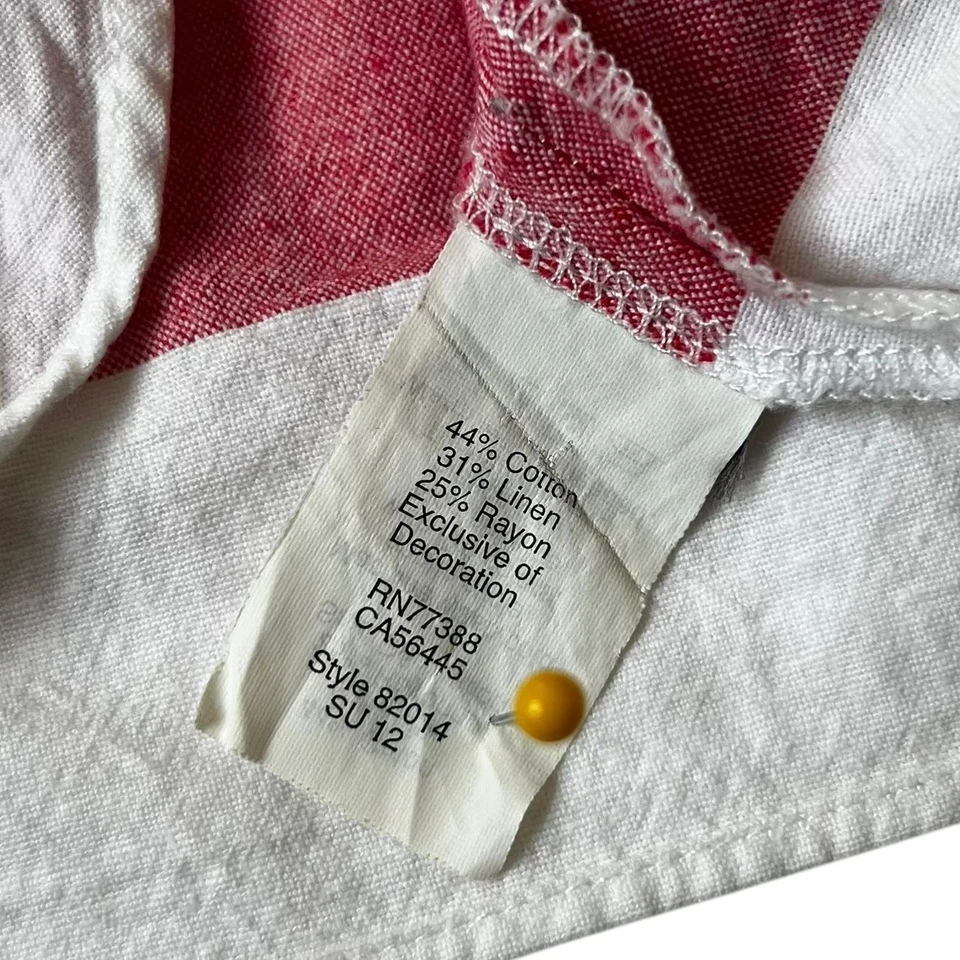 44% Cotton
31% Linen
25% Rayon
Exclusive of
Decoration
RN77388
CA56445
Style 82014
SU 12